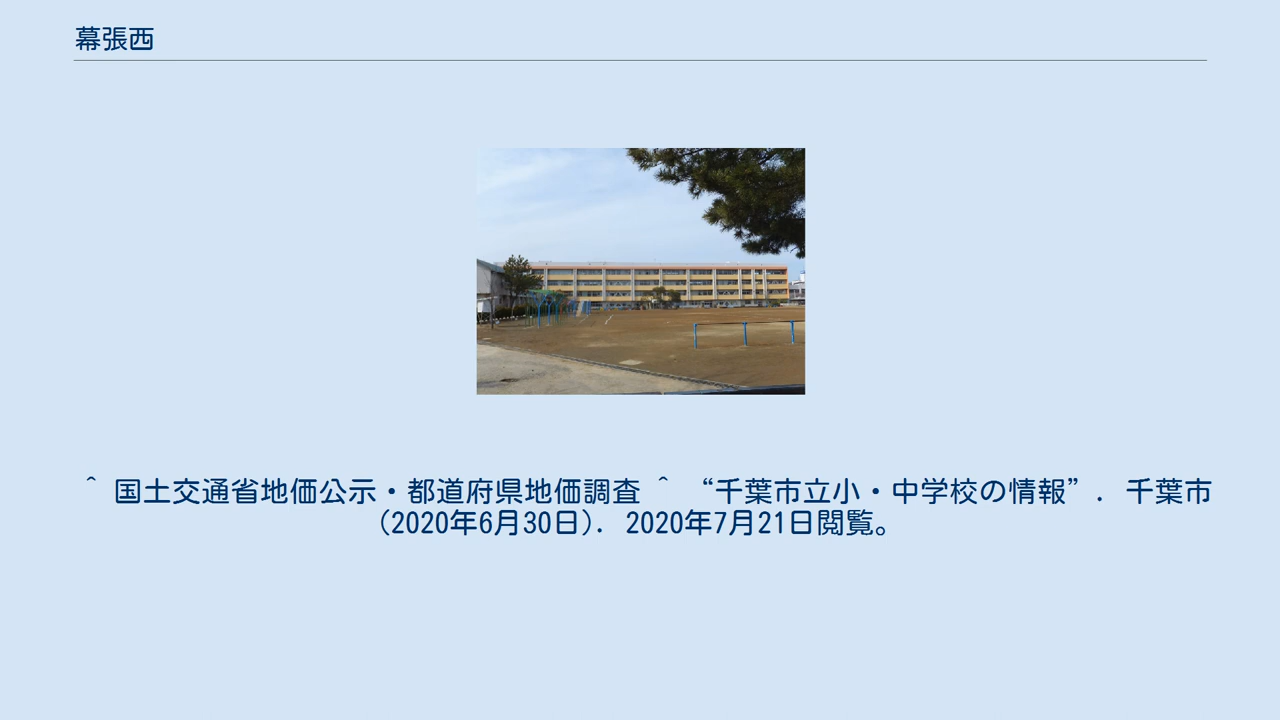 幕張西
^ 国土交通省地価公示・都道府県地価調査 ^ “千葉市立小・中学校の情報”. 千葉市
(2020年6月30日). 2020年7月21日閲覧。